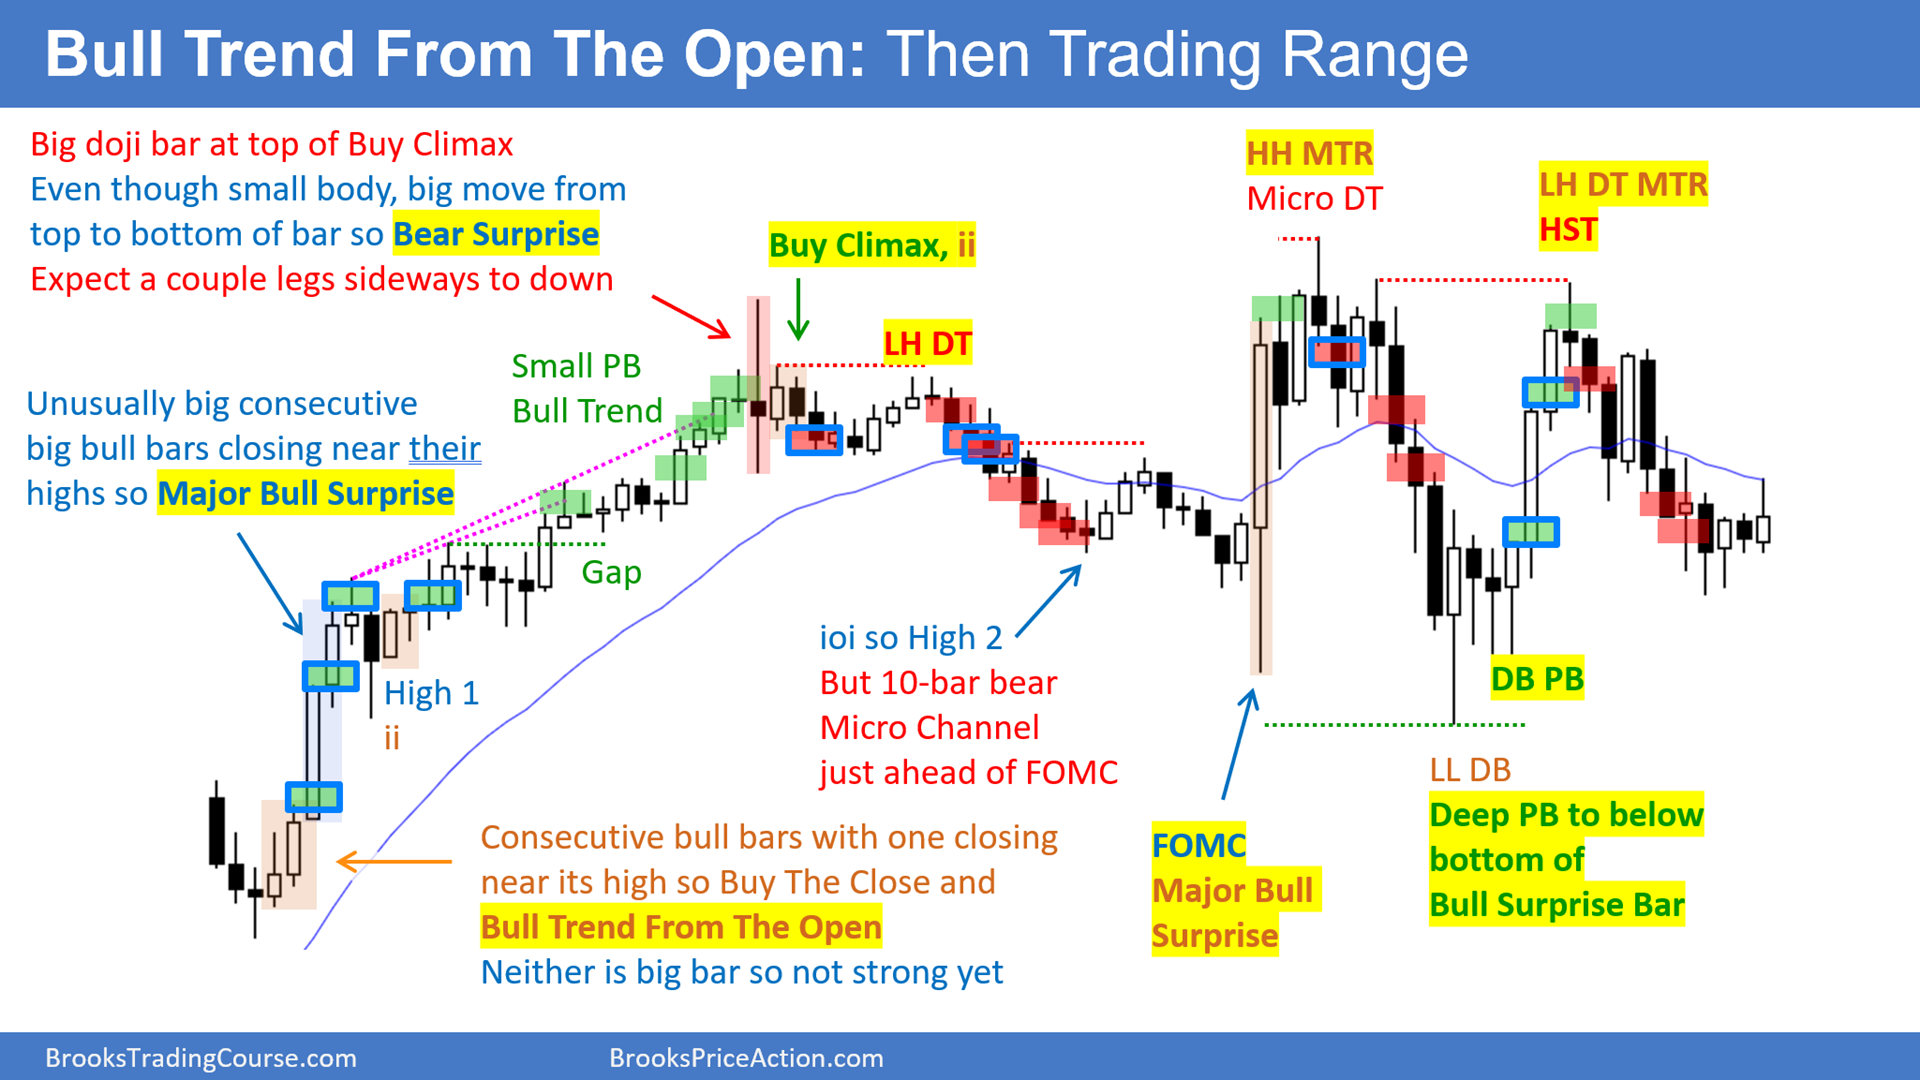 Bull Trend From The Open: Then Trading Range
Big doji bar at top of Buy Climax
Even though small body, big move from
top to bottom of bar so Bear Surprise
Expect a couple legs sideways to down
Unusually big consecutive
big bull bars closing near their
highs so Major Bull Surprise
Small PB
Bull Trend
Buy Climax, ii
LH DT
HH MTR
Micro DT
LH DT MTR
HST
Gap
High 1
ii
ioi so High 2
But 10-bar bear
Micro Channel
just ahead of FOMC
DB PB
LL DB
Deep PB to below
bottom of
Bull Surprise Bar
FOMC
Major Bull
Surprise
Consecutive bull bars with one closing
near its high so Buy The Close and
Bull Trend From The Open
Neither is big bar so not strong yet
BrooksTradingCourse.com
BrooksPriceAction.com